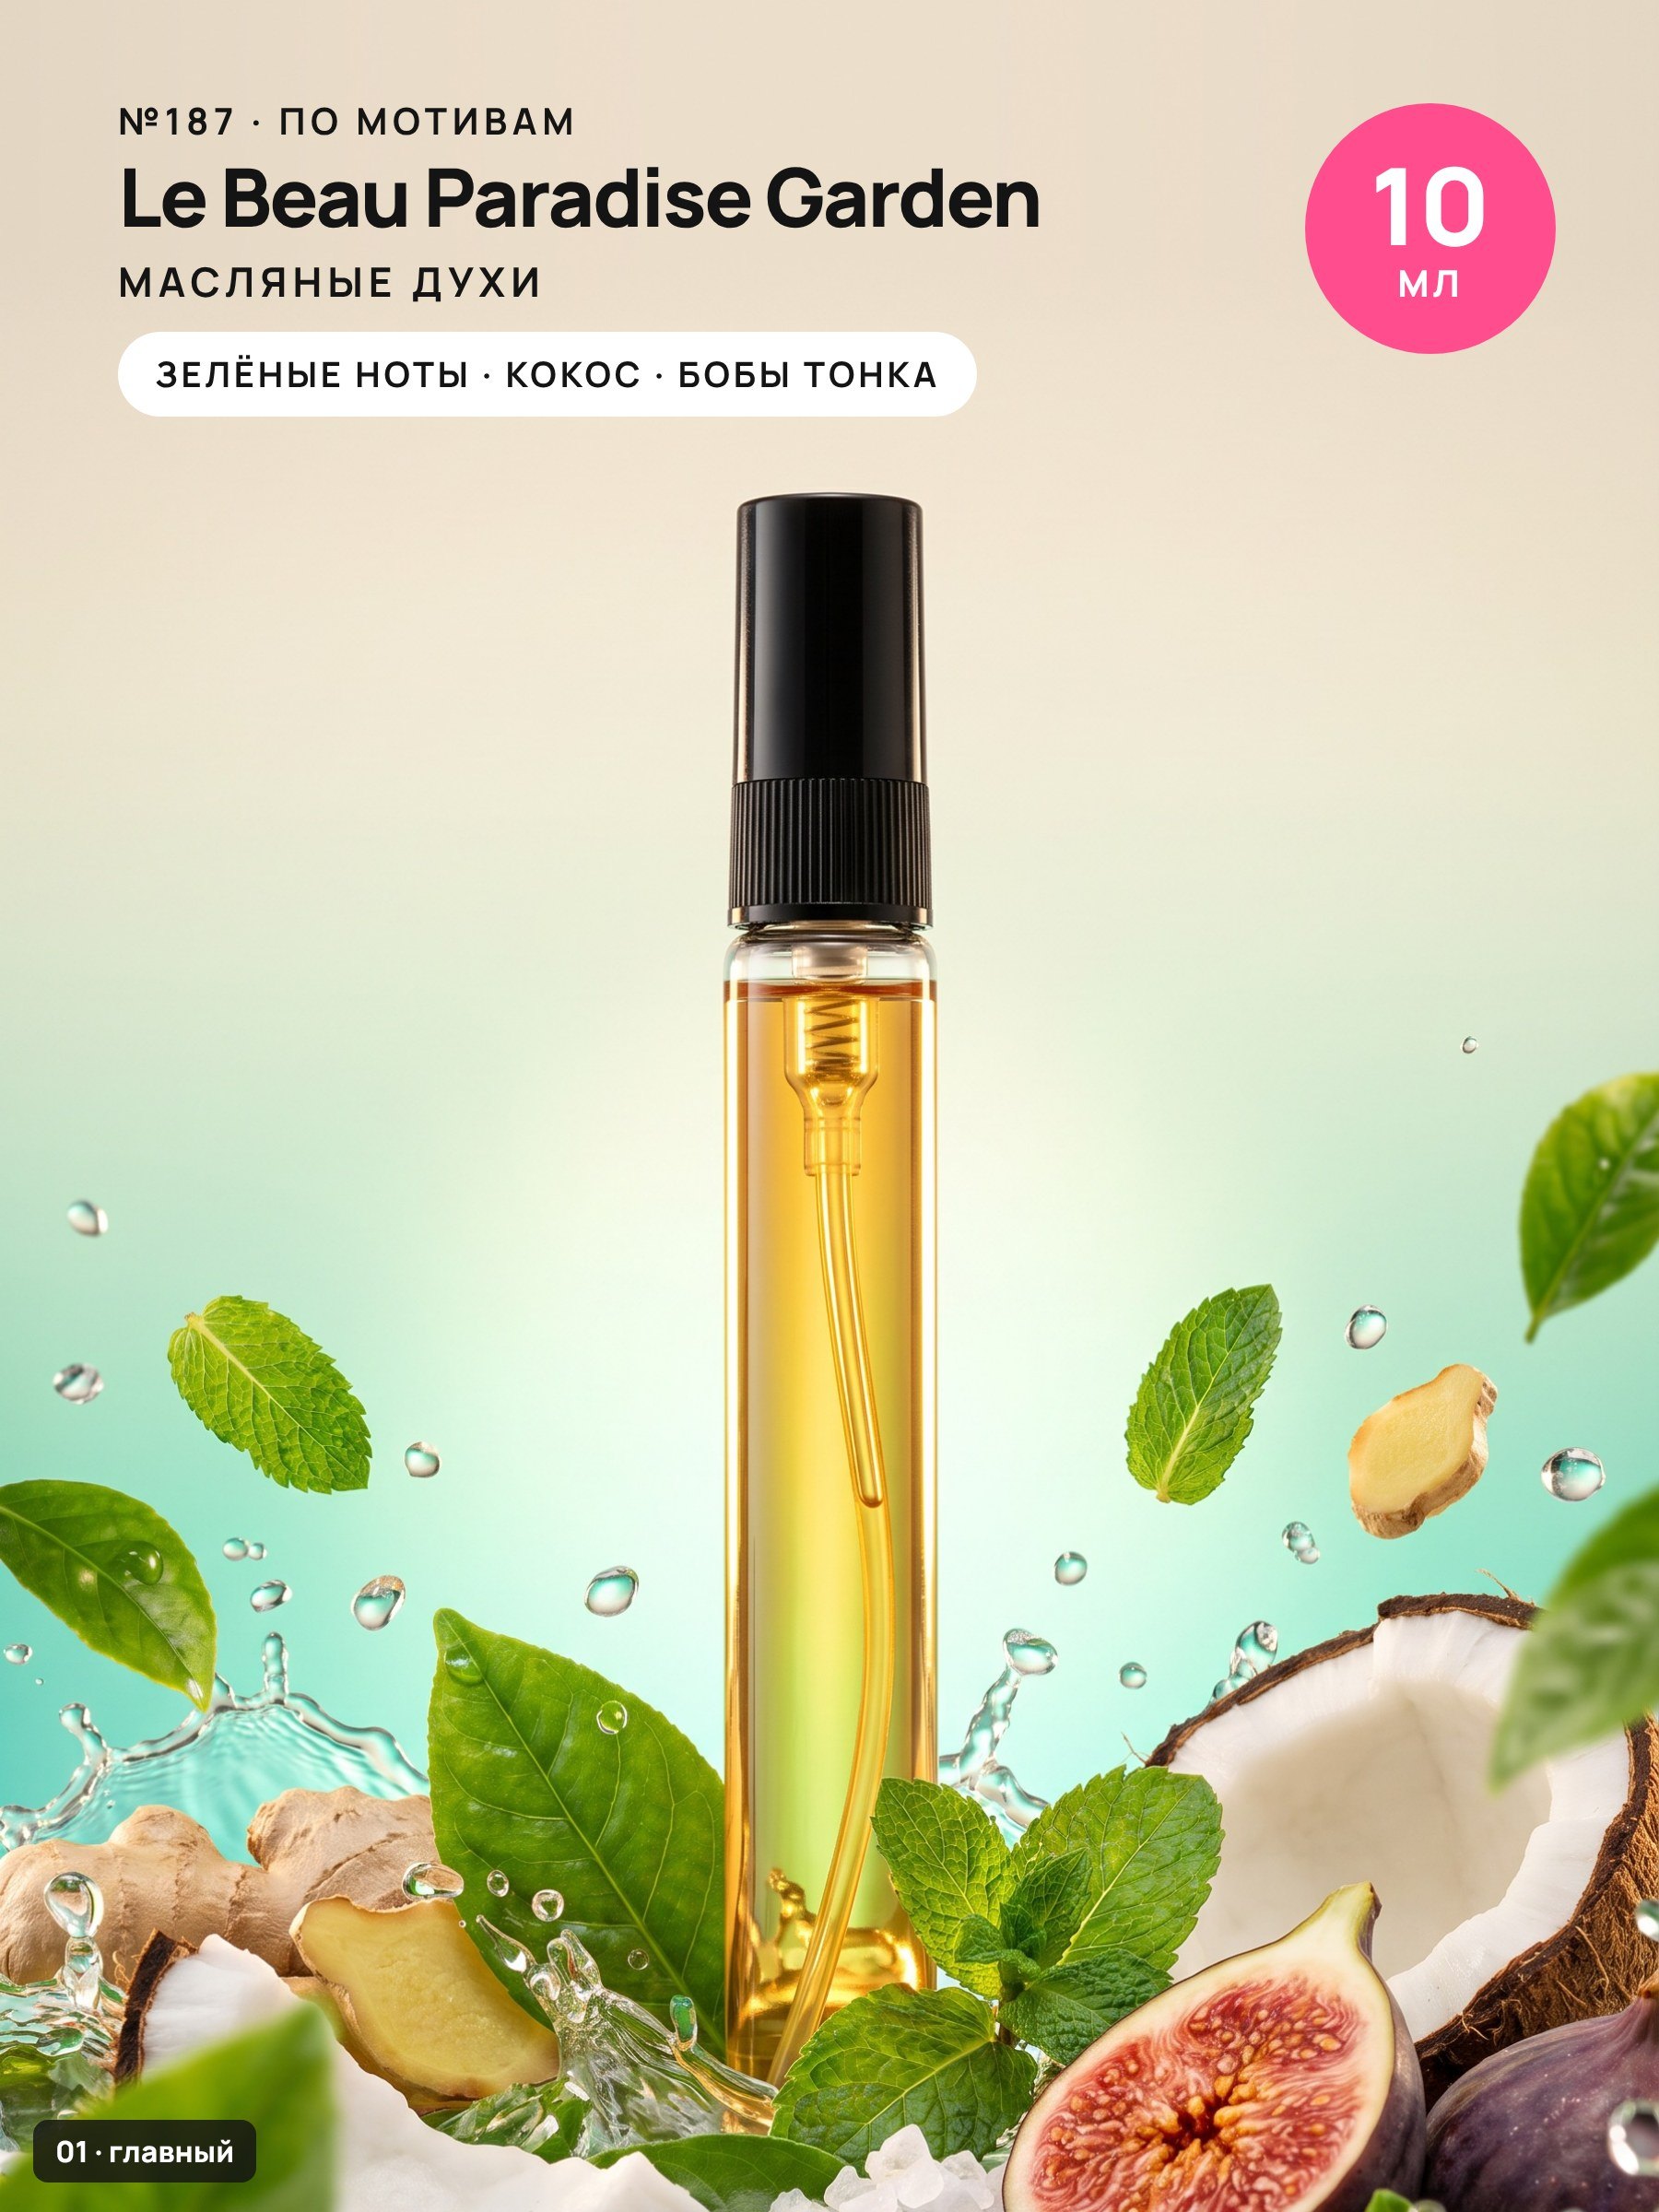 №187 · ПО МОТИВАМ
Le Beau Paradise Garden
МАСЛЯНЫЕ ДУХИ
ЗЕЛЁНЫЕ НОТЫ · КОКОС · БОБЫ ТОНКА
10
МЛ
01 · главный